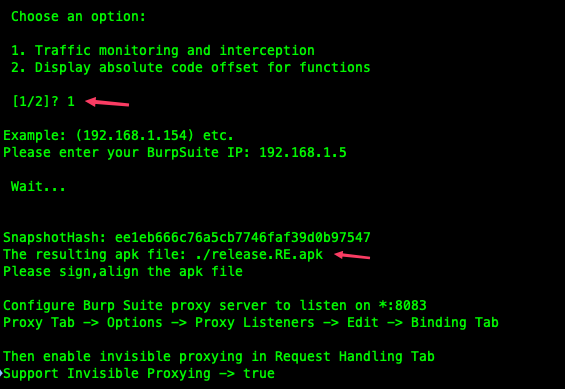 Choose an option:
1. Traffic monitoring and interception
2. Display absolute code offset for functions
[1/2]? 1
Example: (192.168.1.154) etc.
Please enter your BurpSuite IP: 192.168.1.5
Wait...
SnapshotHash: ee1eb666c76a5cb7746faf39d0b97547
The resulting apk file: ./release.RE.apk
Please sign,align the apk file
Configure Burp Suite proxy server to listen on *:8083
Proxy Tab -> Options -> Proxy Listeners -> Edit -> Binding Tab
Then enable invisible proxying in Request Handling Tab
Support Invisible Proxying -> true